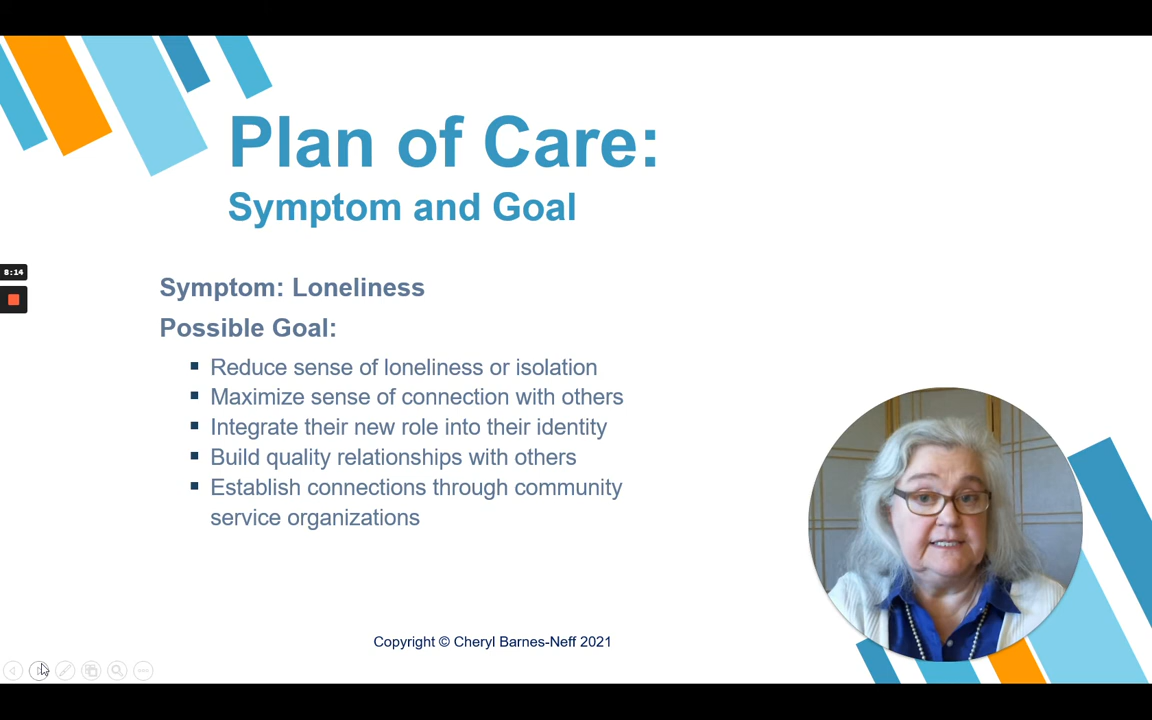 Plan of Care:
Symptom and Goal
8:14
Symptom: Loneliness
Possible Goal:
Reduce sense of loneliness or isolation
Maximize sense of connection with others
Integrate their new role into their identity
Build quality relationships with others
Establish connections through community
service organizations
Copyright © Cheryl Barnes-Neff 2021